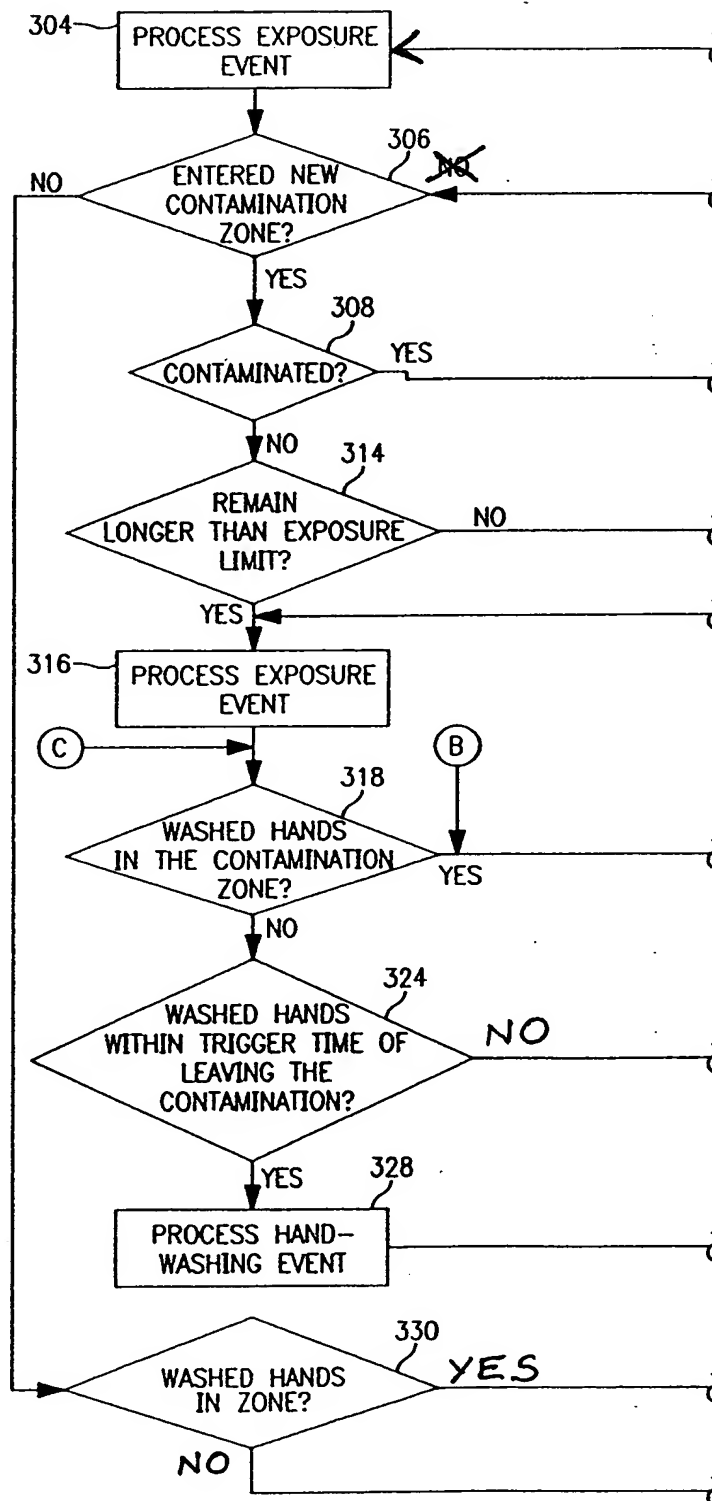 304
PROCESS EXPOSURE
EVENT
306
NO
NO
ENTERED NEW
CONTAMINATION
ZONE?
YES
308
CONTAMINATED?
YES
NO
314
REMAIN
LONGER THAN EXPOSURE
LIMIT?
NO
YES
316
PROCESS EXPOSURE
EVENT
C
B
318
WASHED HANDS
IN THE CONTAMINATION
ZONE?
YES
NO
324
WASHED HANDS
WITHIN TRIGGER TIME OF
LEAVING THE
CONTAMINATION?
NO
YES
328
PROCESS HAND-
WASHING EVENT
330
WASHED HANDS
IN ZONE?
YES
NO